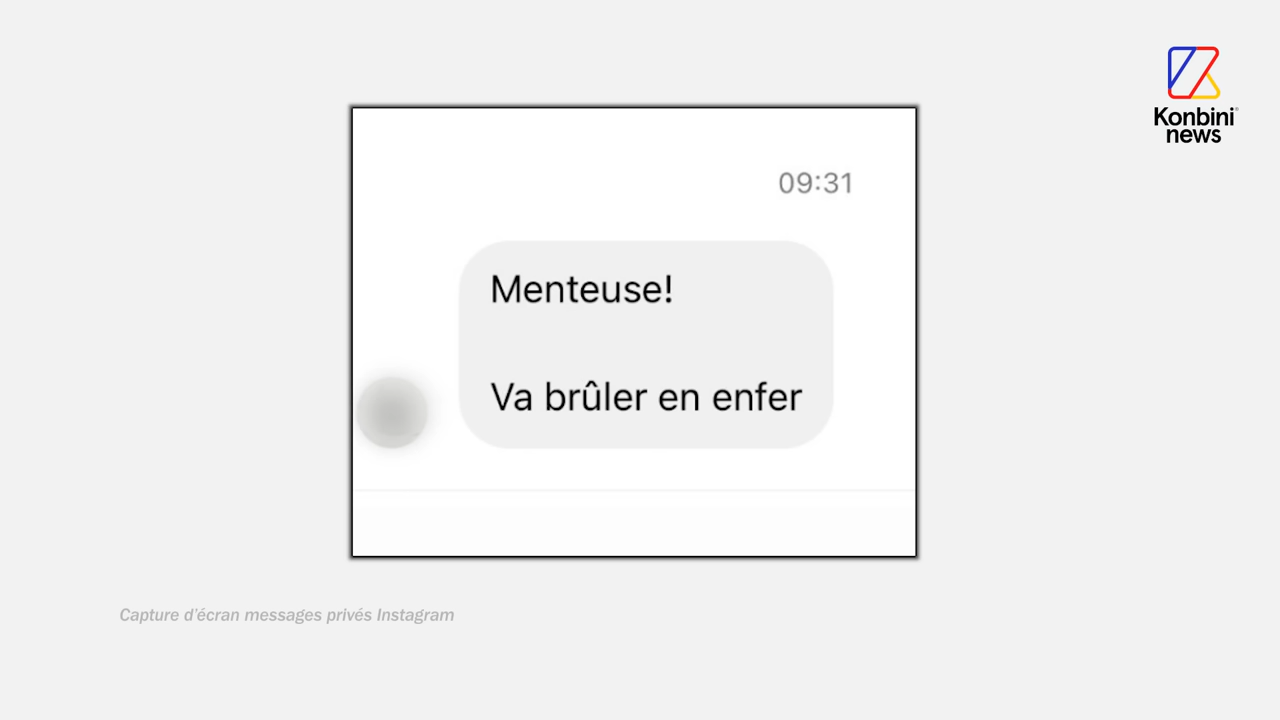 Konbini
news
09:31
Menteuse!
Va brûler en enfer
Capture d'écran messages privés Instagram